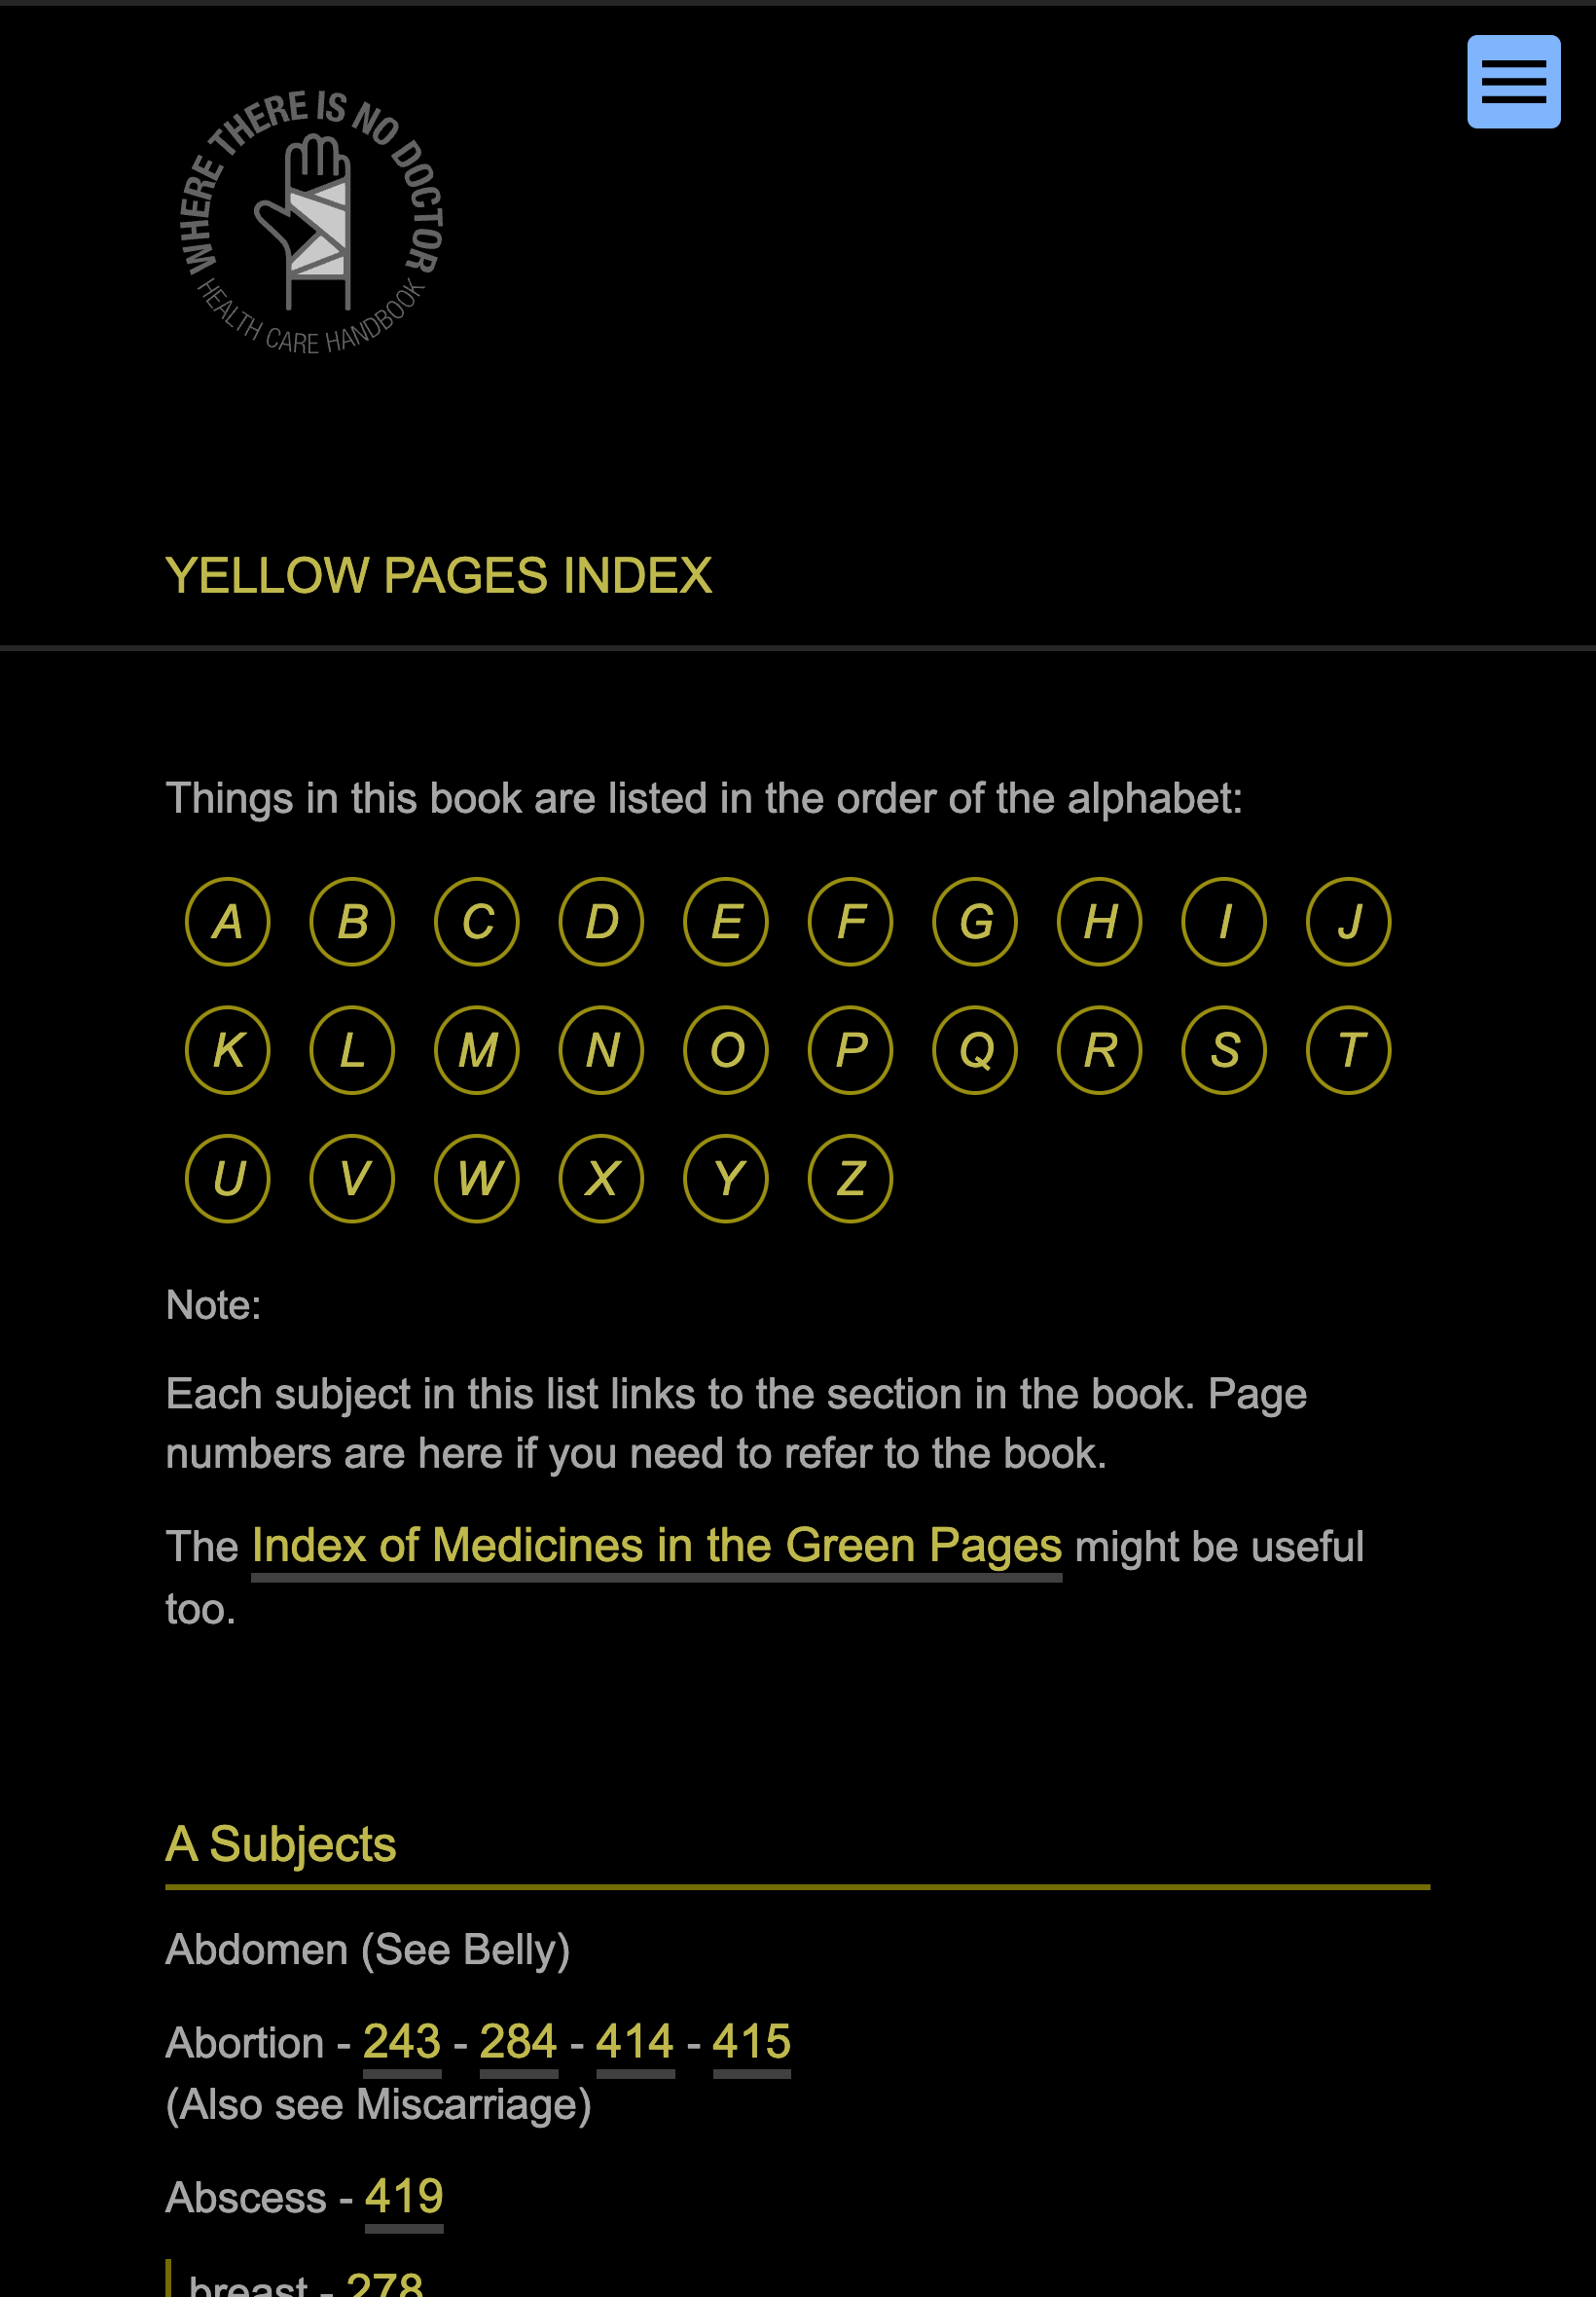 WHERE THERE IS NO DOCTOR
HEALTH CARE HANDBOOK
YELLOW PAGES INDEX
Things in this book are listed in the order of the alphabet:
A B C D E F G H I J
K L M N O P Q R S T
U V W X Y Z
Note:
Each subject in this list links to the section in the book. Page
numbers are here if you need to refer to the book.
The Index of Medicines in the Green Pages might be useful
too.
A Subjects
Abdomen (See Belly)
Abortion - 243 - 284 - 414 - 415
(Also see Miscarriage)
Abscess - 419
breast - 278